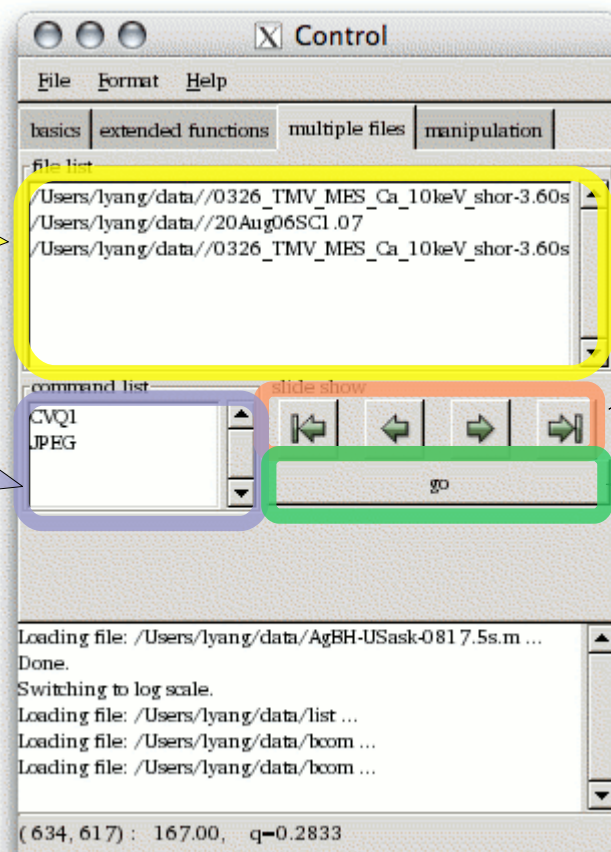 X Control
File Format Help
basics extended functions multiple files manipulation
file list
/Users/lyang/data//0326_TMV_MES_Ca_10keV_shor-3.60s
/Users/lyang/data//20Aug06SC1.07
/Users/lyang/data//0326_TMV_MES_Ca_10keV_shor-3.60s
command list slide show
CVQ1
JPEG
go
Loading file: /Users/lyang/data/AgBH-USask-0817.5s.m ...
Done.
Switching to log scale.
Loading file: /Users/lyang/data/list ...
Loading file: /Users/lyang/data/bcom ...
Loading file: /Users/lyang/data/bcom ...
(634, 617) : 167.00, q=0.2833